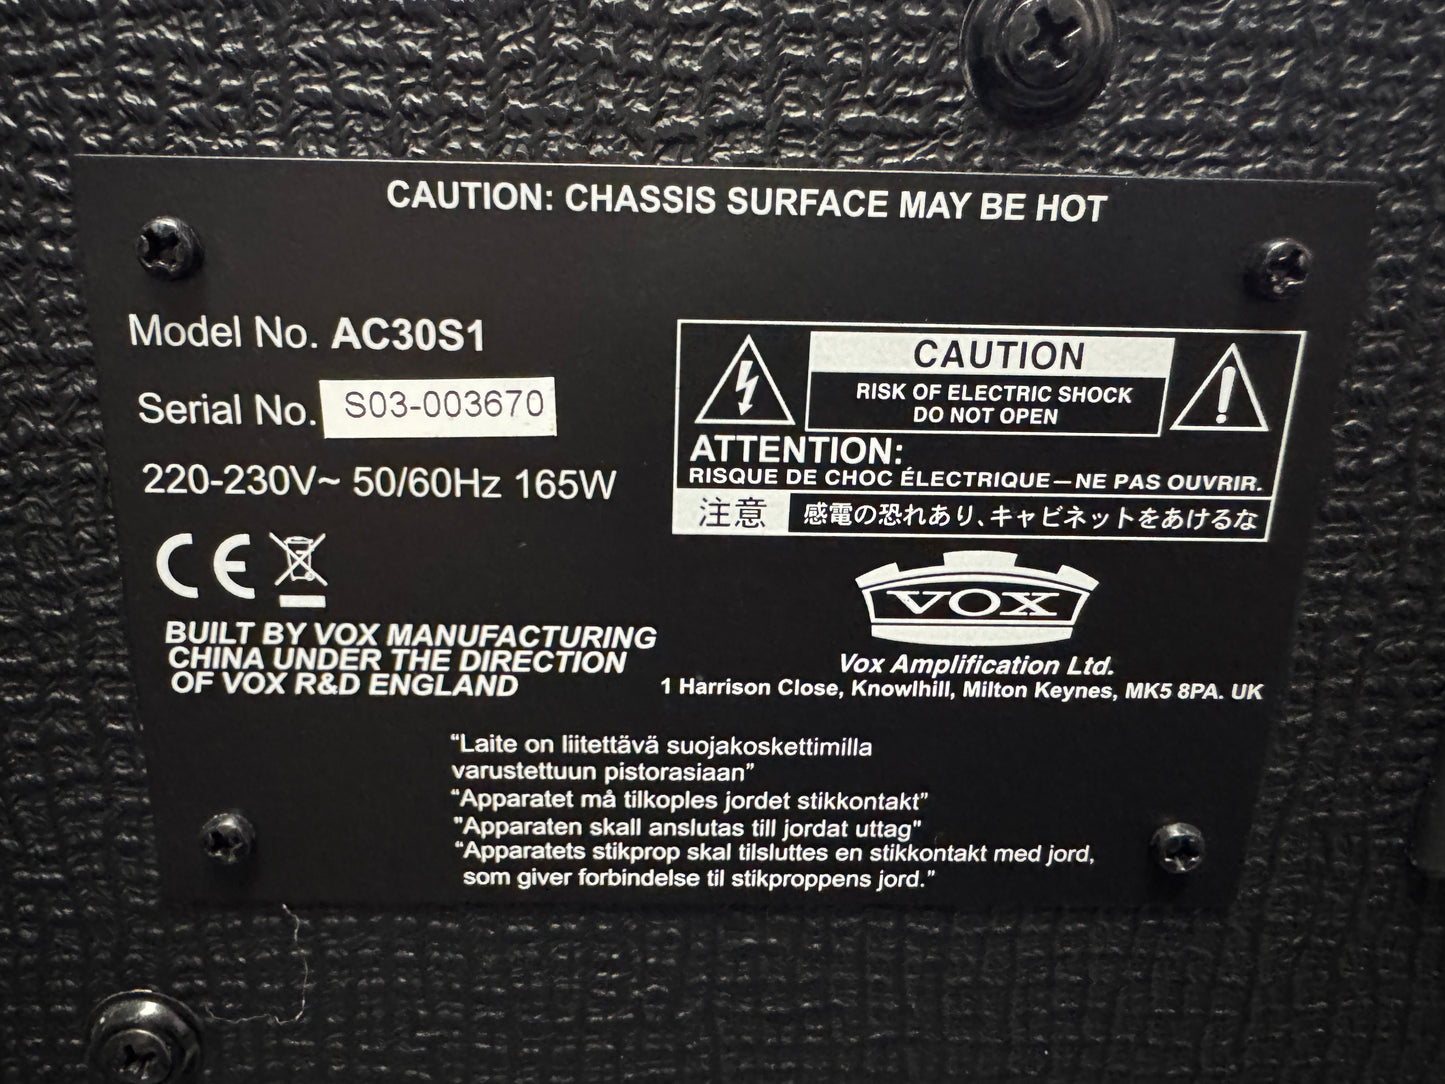 CAUTION: CHASSIS SURFACE MAY BE HOT
Model No. AC30S1
Serial No. S03-003670
220-230V~ 50/60Hz 165W
CE
BUILT BY VOX MANUFACTURING
CHINA UNDER THE DIRECTION
OF VOX R&D ENGLAND
CAUTION
RISK OF ELECTRIC SHOCK
DO NOT OPEN
ATTENTION:
RISQUE DE CHOC ÉLECTRIQUE—NE PAS OUVRIR.
注意 感電の恐れあり、キャビネットをあけるな
VOX
Vox Amplification Ltd.
1 Harrison Close, Knowlhill, Milton Keynes, MK5 8PA. UK
“Laite on liitettävä suojakoskettimilla
varustettuun pistorasiaan”
“Apparatet må tilkoples jordet stikkontakt”
"Apparaten skall anslutas till jordat uttag"
“Apparatets stikprop skal tilsluttes en stikkontakt med jord,
som giver forbindelse til stikproppens jord.”